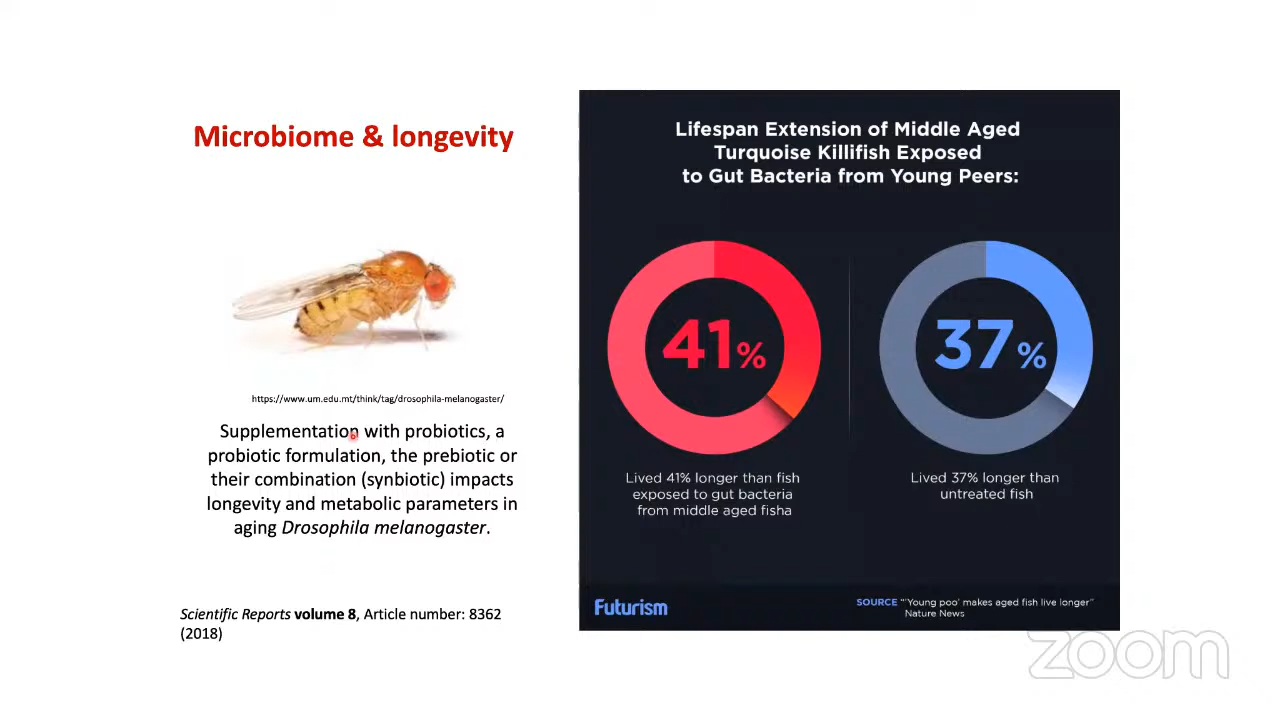 Microbiome & longevity
https://www.um.edu.mt/think/tag/drosophila-melanogaster/
Supplementation with probiotics, a
probiotic formulation, the prebiotic or
their combination (synbiotic) impacts
longevity and metabolic parameters in
aging Drosophila melanogaster.
Scientific Reports volume 8, Article number: 8362
(2018)
Lifespan Extension of Middle Aged
Turquoise Killifish Exposed
to Gut Bacteria from Young Peers:
41%
Lived 41% longer than fish
exposed to gut bacteria
from middle aged fisha
37%
Lived 37% longer than
untreated fish
Futurism
SOURCE “‘Young poo’ makes aged fish live longer”
Nature News
zoom